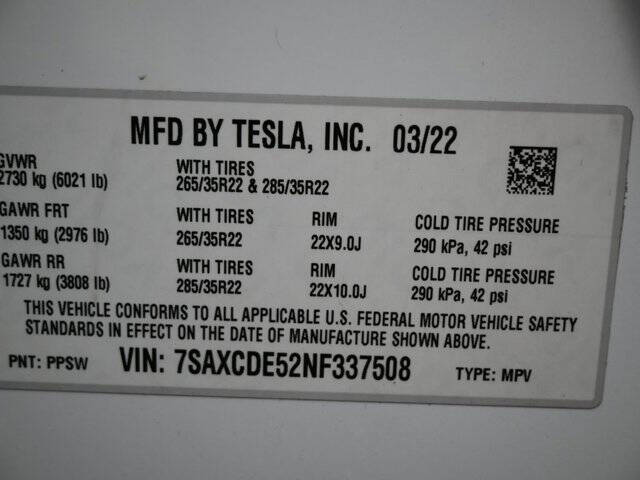 MFD BY TESLA, INC. 03/22
GVWR WITH TIRES
2730 kg (6021 lb) 265/35R22 & 285/35R22
GAWR FRT WITH TIRES RIM COLD TIRE PRESSURE
1350 kg (2976 lb) 265/35R22 22X9.0J 290 kPa, 42 psi
GAWR RR WITH TIRES RIM COLD TIRE PRESSURE
1727 kg (3808 lb) 285/35R22 22X10.0J 290 kPa, 42 psi
THIS VEHICLE CONFORMS TO ALL APPLICABLE U.S. FEDERAL MOTOR VEHICLE SAFETY
STANDARDS IN EFFECT ON THE DATE OF MANUFACTURE SHOWN ABOVE.
PNT: PPSW VIN: 7SAXCDE52NF337508 TYPE: MPV